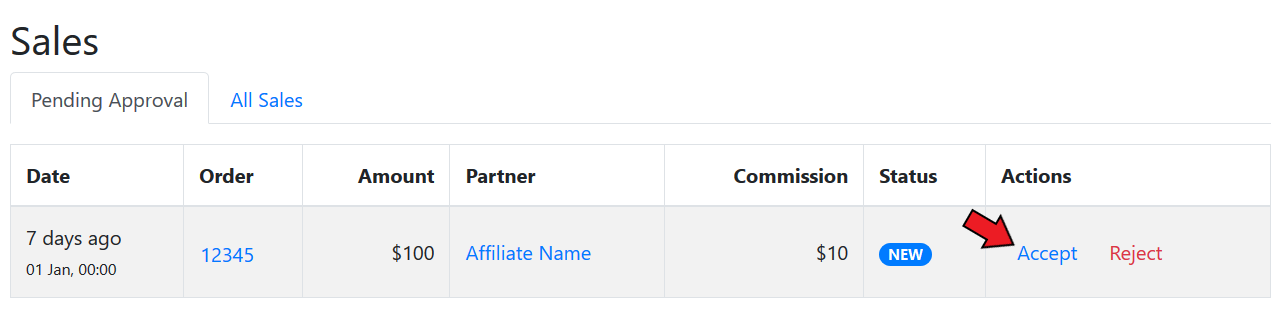 Sales
Pending Approval All Sales
Date Order Amount Partner Commission Status Actions
7 days ago 12345 $100 Affiliate Name $10 NEW Accept Reject
01 Jan, 00:00